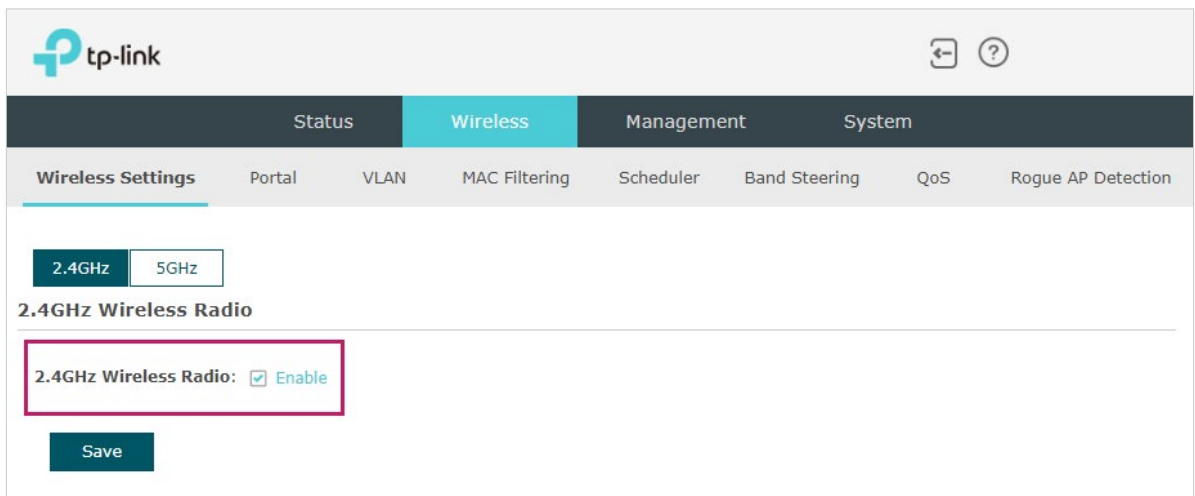 tp-link
Status Wireless Management System
Wireless Settings Portal VLAN MAC Filtering Scheduler Band Steering QoS Rogue AP Detection
2.4GHz 5GHz
2.4GHz Wireless Radio
2.4GHz Wireless Radio: Enable
Save